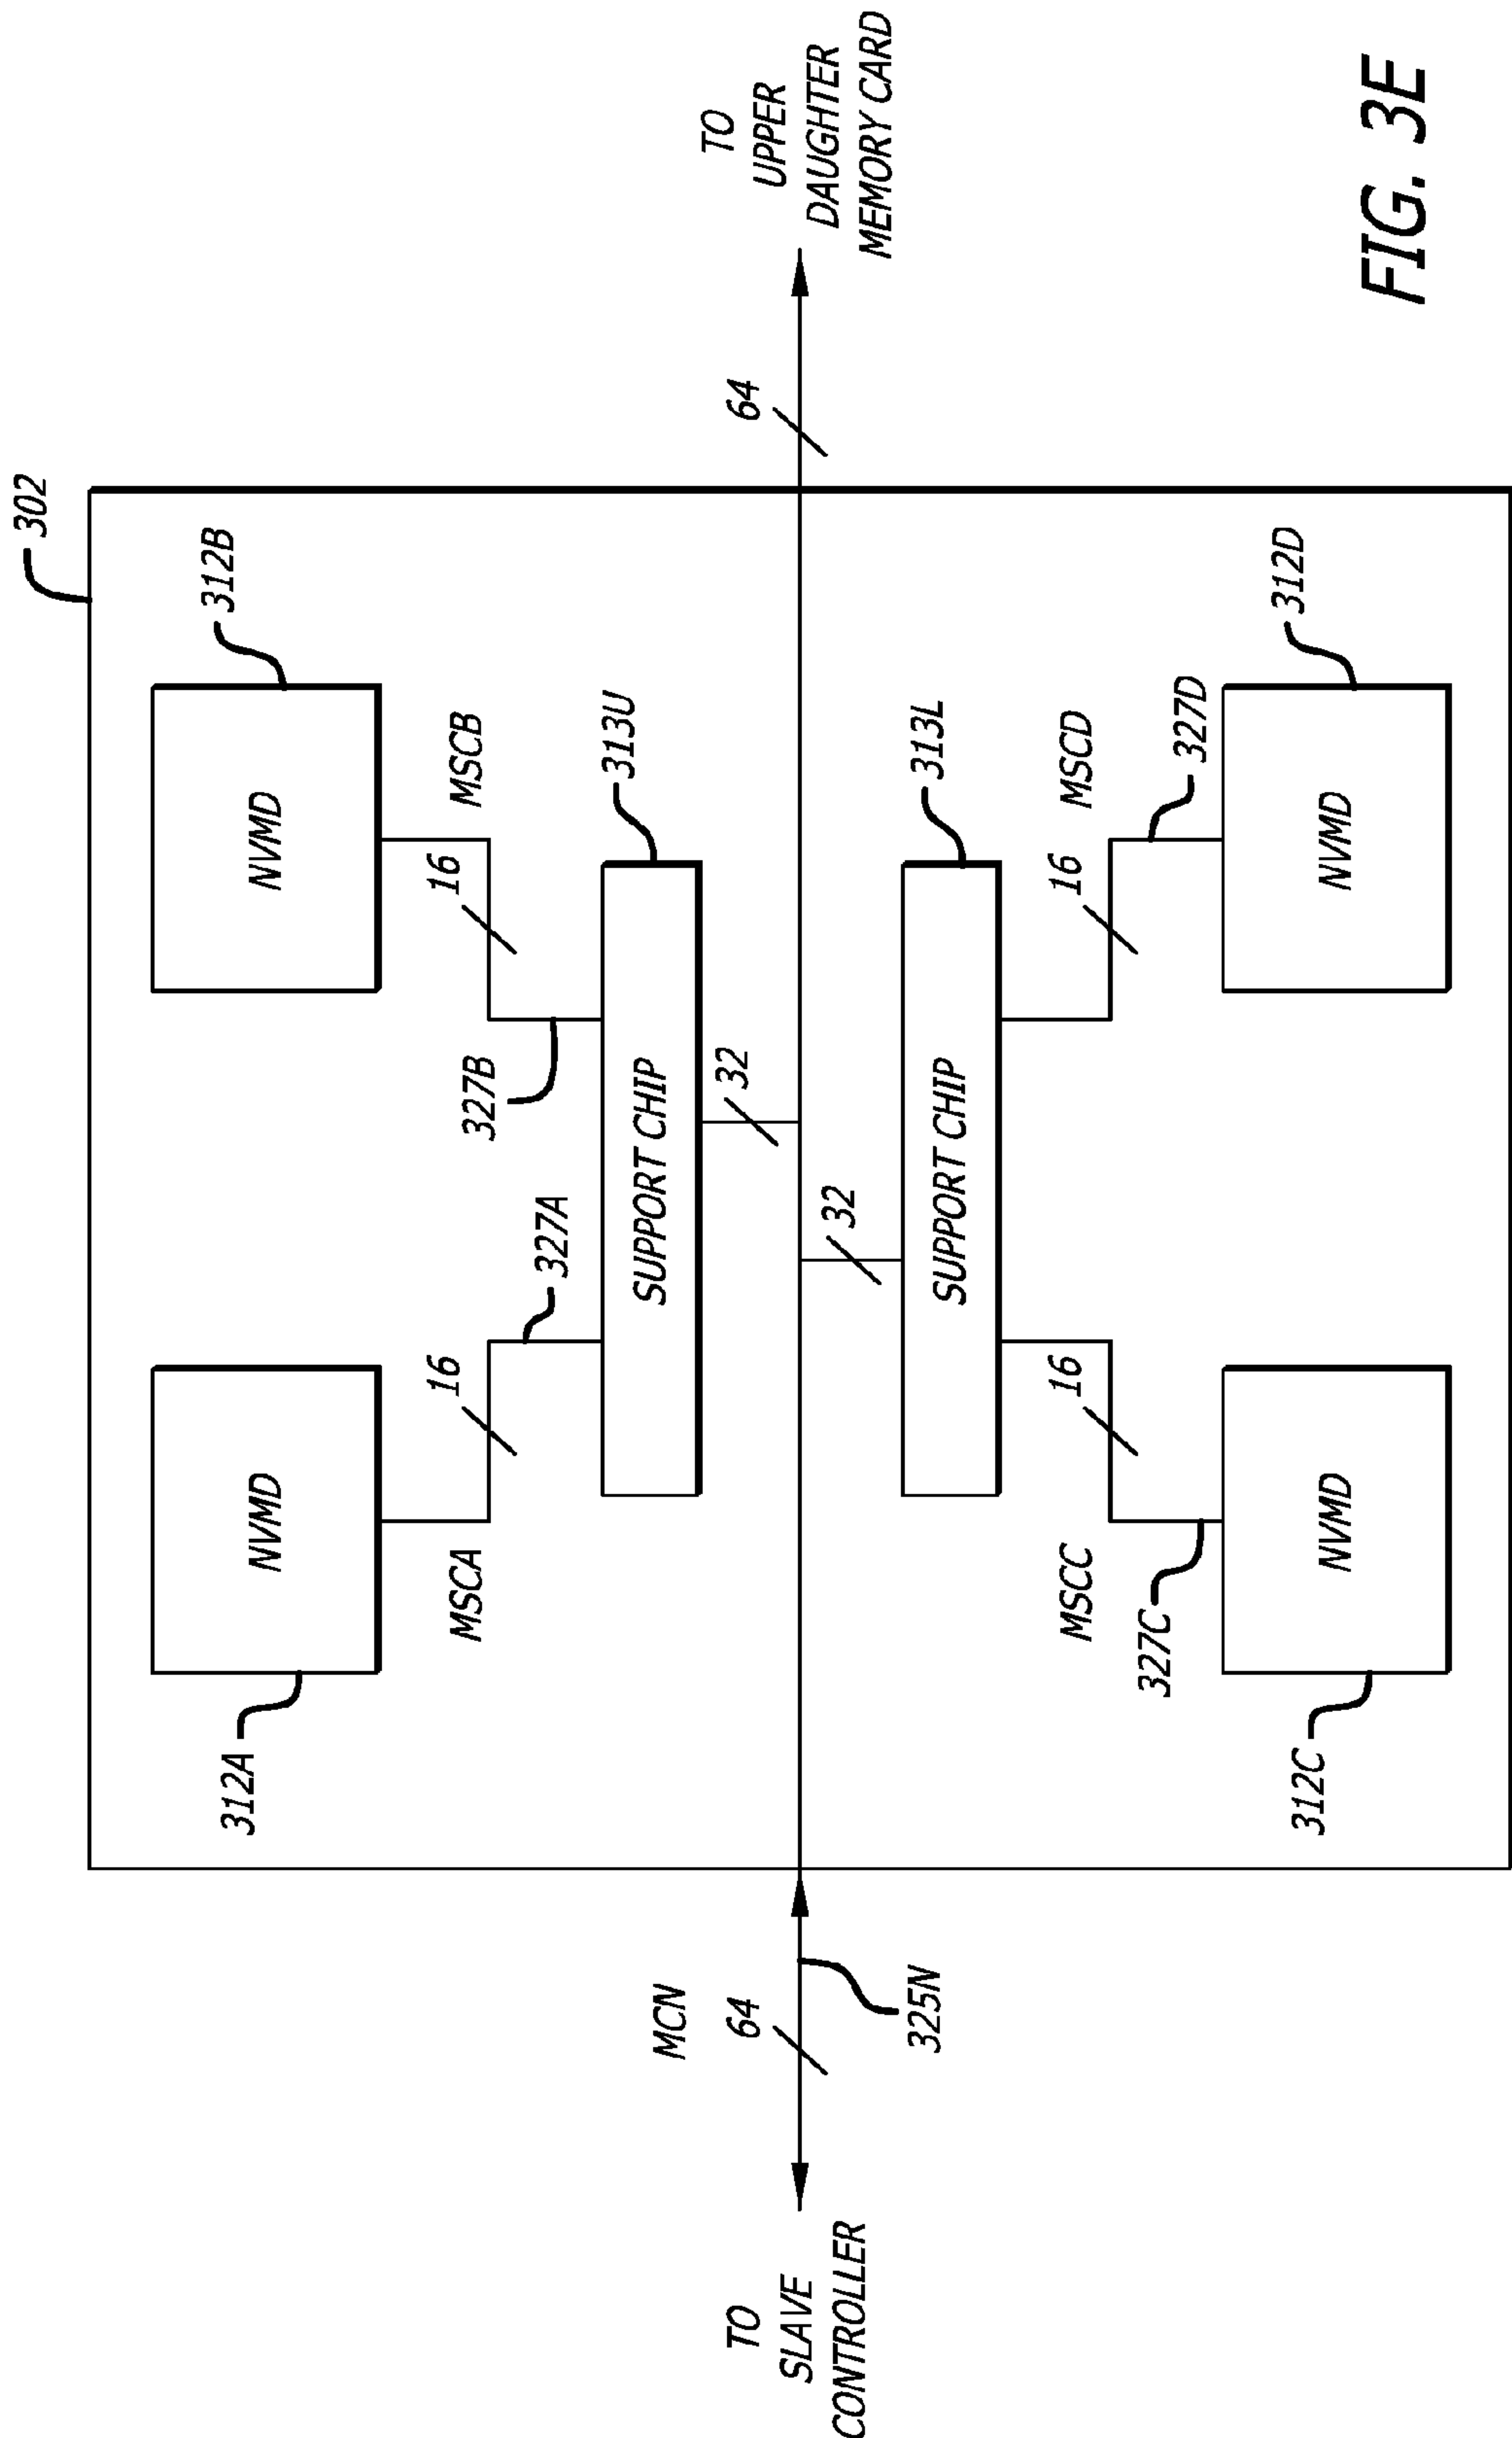 302
312A
NVMD
NVMD
312B
MSCA
16
327A
327B
16
MSCB
SUPPORT CHIP
313U
32
MCN
64
325N
TO
SLAVE
CONTROLLER
64
TO
UPPER
DAUGHTER
MEMORY CARD
32
SUPPORT CHIP
313L
MSCC
16
327C
16
MSCD
327D
312C
NVMD
NVMD
312D
FIG. 3E